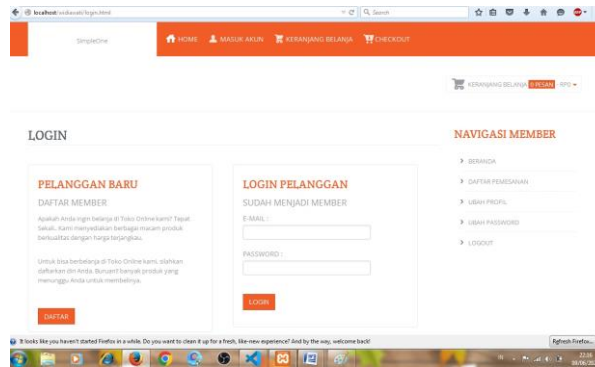 localhost/
Search
SimpleOne
HOME
MASUK AKUN
KERANJANG BELANJA
CHECKOUT
KERANJANG BELANJA 0 PESAN RP0
LOGIN
PELANGGAN BARU
DAFTAR MEMBER
Apakah Anda ingin belanja di Toko Online kami? Tepat
Sekali. Kami menyediakan berbagai macam produk
berkualitas dengan harga terjangkau.
Untuk bisa berbelanja di Toko Online kami, silahkan
daftarkan diri Anda. Buruan!! banyak produk yang
menunggu Anda untuk membelinya.
DAFTAR
LOGIN PELANGGAN
SUDAH MENJADI MEMBER
E-MAIL :
PASSWORD :
LOGIN
NAVIGASI MEMBER
BERANDA
DAFTAR PEMESANAN
UBAH PROFIL
UBAH PASSWORD
LOGOUT
It looks like you haven't started Firefox in a while. Do you want to clean it up for a fresh, like-new experience? And by the way, welcome back!
Refresh Firefox...
IN